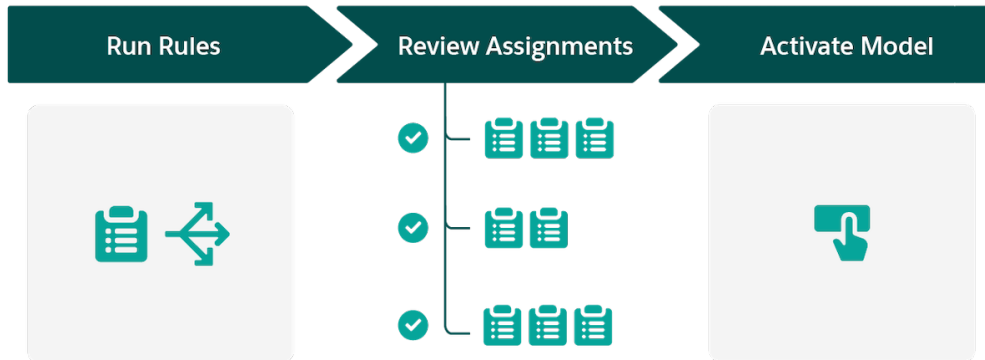 Run Rules
Review Assignments
Activate Model